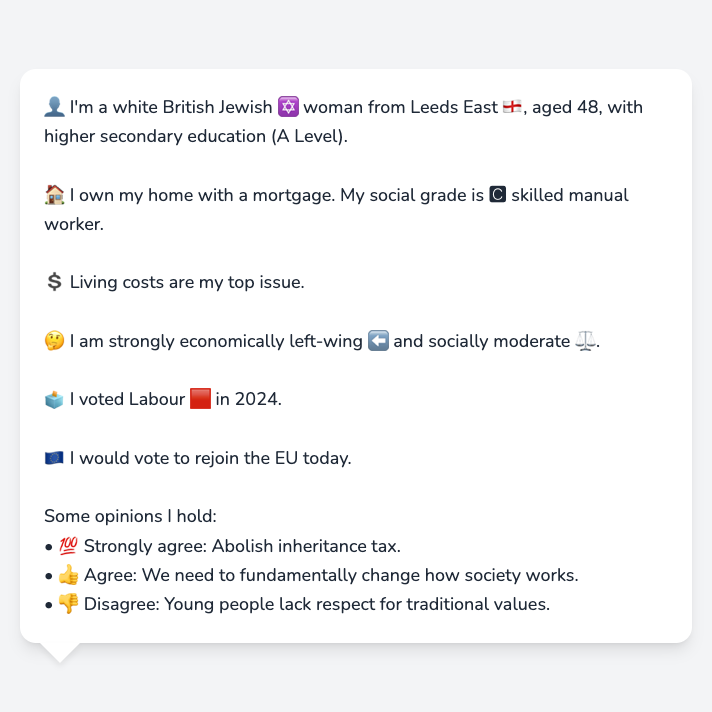 👤 I'm a white British Jewish ✡️ woman from Leeds East 🏴󠁧󠁢󠁥󠁮󠁧󠁿, aged 48, with
higher secondary education (A Level).
🏠 I own my home with a mortgage. My social grade is 🅲 skilled manual
worker.
💲 Living costs are my top issue.
🤔 I am strongly economically left-wing ⬅️ and socially moderate ⚖️.
🗳️ I voted Labour 🟥 in 2024.
🇪🇺 I would vote to rejoin the EU today.
Some opinions I hold:
• 💯 Strongly agree: Abolish inheritance tax.
• 👍 Agree: We need to fundamentally change how society works.
• 👎 Disagree: Young people lack respect for traditional values.